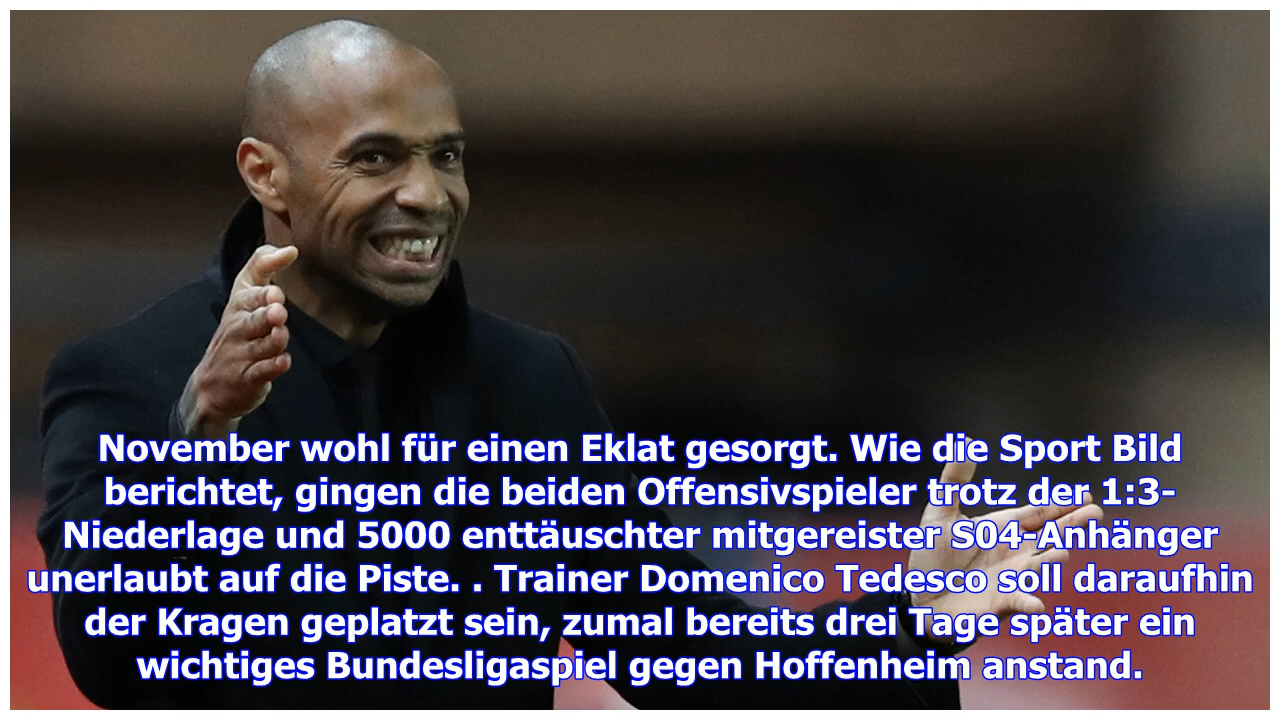 November wohl für einen Eklat gesorgt. Wie die Sport Bild
berichtet, gingen die beiden Offensivspieler trotz der 1:3-
Niederlage und 5000 enttäuschter mitgereister S04-Anhänger
unerlaubt auf die Piste. . Trainer Domenico Tedesco soll daraufhin
der Kragen geplatzt sein, zumal bereits drei Tage später ein
wichtiges Bundesligaspiel gegen Hoffenheim anstand.